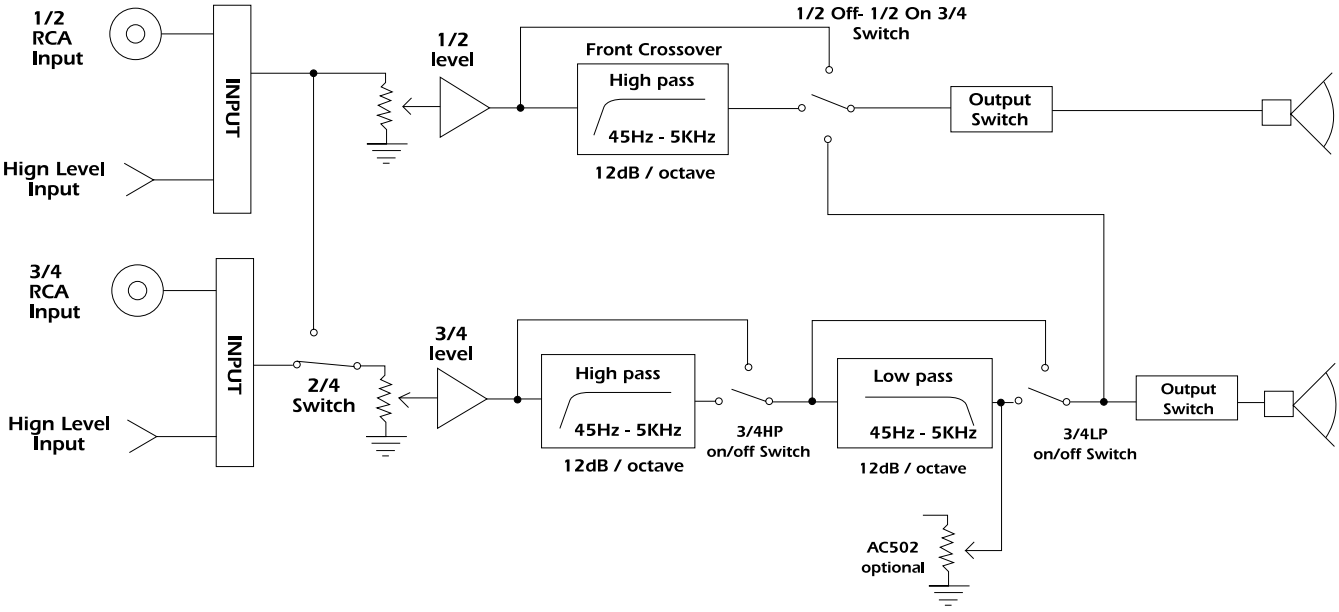 1/2
RCA
Input
INPUT
Hign Level
Input
1/2
level
Front Crossover
High pass
45Hz - 5KHz
12dB / octave
1/2 Off- 1/2 On 3/4
Switch
Output
Switch
3/4
RCA
Input
INPUT
Hign Level
Input
2/4
Switch
3/4
level
High pass
45Hz - 5KHz
12dB / octave
3/4HP
on/off Switch
Low pass
45Hz - 5KHz
12dB / octave
3/4LP
on/off Switch
Output
Switch
AC502
optional